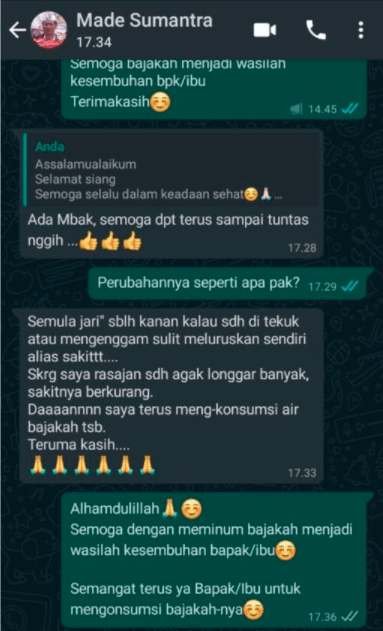 Made Sumantra
17.34
Semoga bajakah menjadi wasilah
kesembuhan bpk/ibu
Terimakasih😊
14.45
Anda
Assalamualaikum
Selamat siang
Semoga selalu dalam keadaan sehat😊🙏🏻...
Ada Mbak, semoga dpt terus sampai tuntas
nggih ...👍👍👍
17.28
Perubahannya seperti apa pak?
17.29
Semula jari" sblh kanan kalau sdh di tekuk
atau mengenggam sulit meluruskan sendiri
alias sakittt....
Skrg saya rasajan sdh agak longgar banyak,
sakitnya berkurang.
Daaaannnn saya terus meng-konsumsi air
bajakah tsb.
Teruma kasih....
🙏🙏🙏🙏🙏🙏
17.33
Alhamdulillah🙏☺️
Semoga dengan meminum bajakah menjadi
wasilah kesembuhan bapak/ibu😊
Semangat terus ya Bapak/Ibu untuk
mengonsumsi bajakah-nya😊
17.36